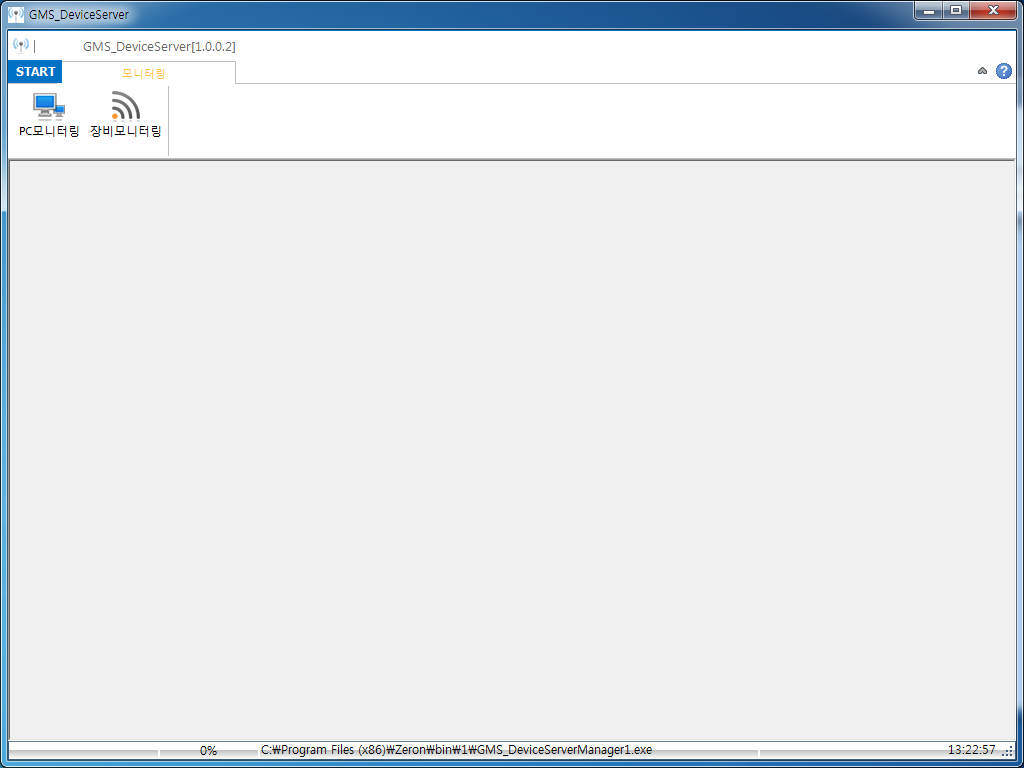 GMS_DeviceServer
GMS_DeviceServer[1.0.0.2]
START
모니터링
PC모니터링
장비모니터링
0%
C:₩Program Files (x86)₩Zeron₩bin₩1₩GMS_DeviceServerManager1.exe
13:22:57